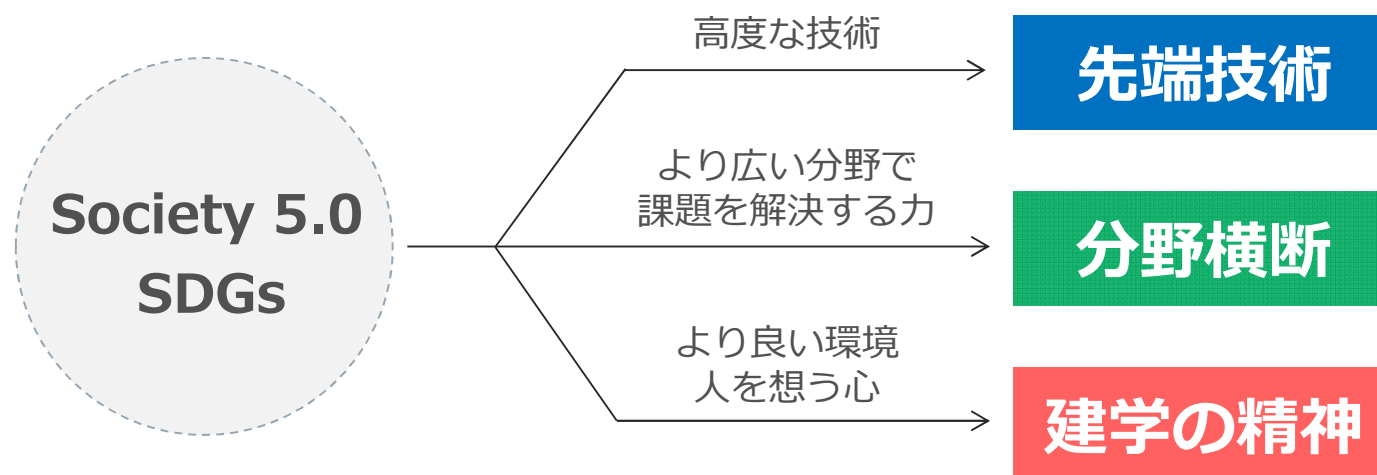 Society 5.0
SDGs
高度な技術
先端技術
より広い分野で
課題を解決する力
分野横断
より良い環境
人を想う心
建学の精神